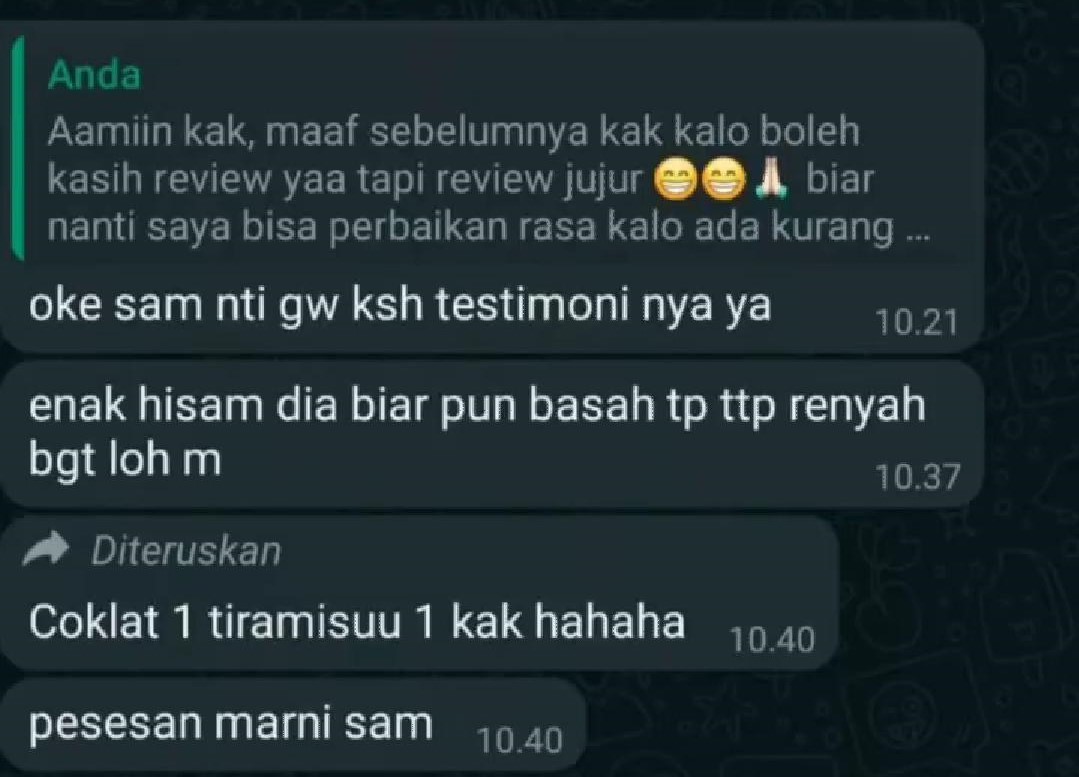 Anda
Aamiin kak, maaf sebelumnya kak kalo boleh
kasih review yaa tapi review jujur 😁😁🙏🏻 biar
nanti saya bisa perbaikan rasa kalo ada kurang ...
oke sam nti gw ksh testimoni nya ya
10.21
enak hisam dia biar pun basah tp ttp renyah
bgt loh m
10.37
Diteruskan
Coklat 1 tiramisuu 1 kak hahaha
10.40
pesesan marni sam
10.40